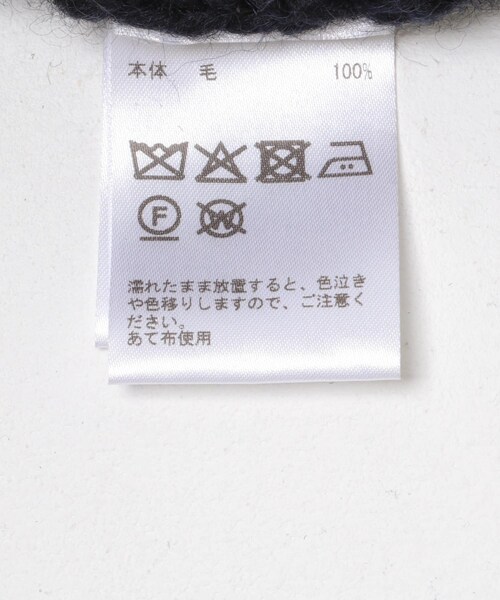 本体 毛 100%
F W
濡れたまま放置すると、色泣き
や色移りしますので、ご注意く
ださい。
あて布使用